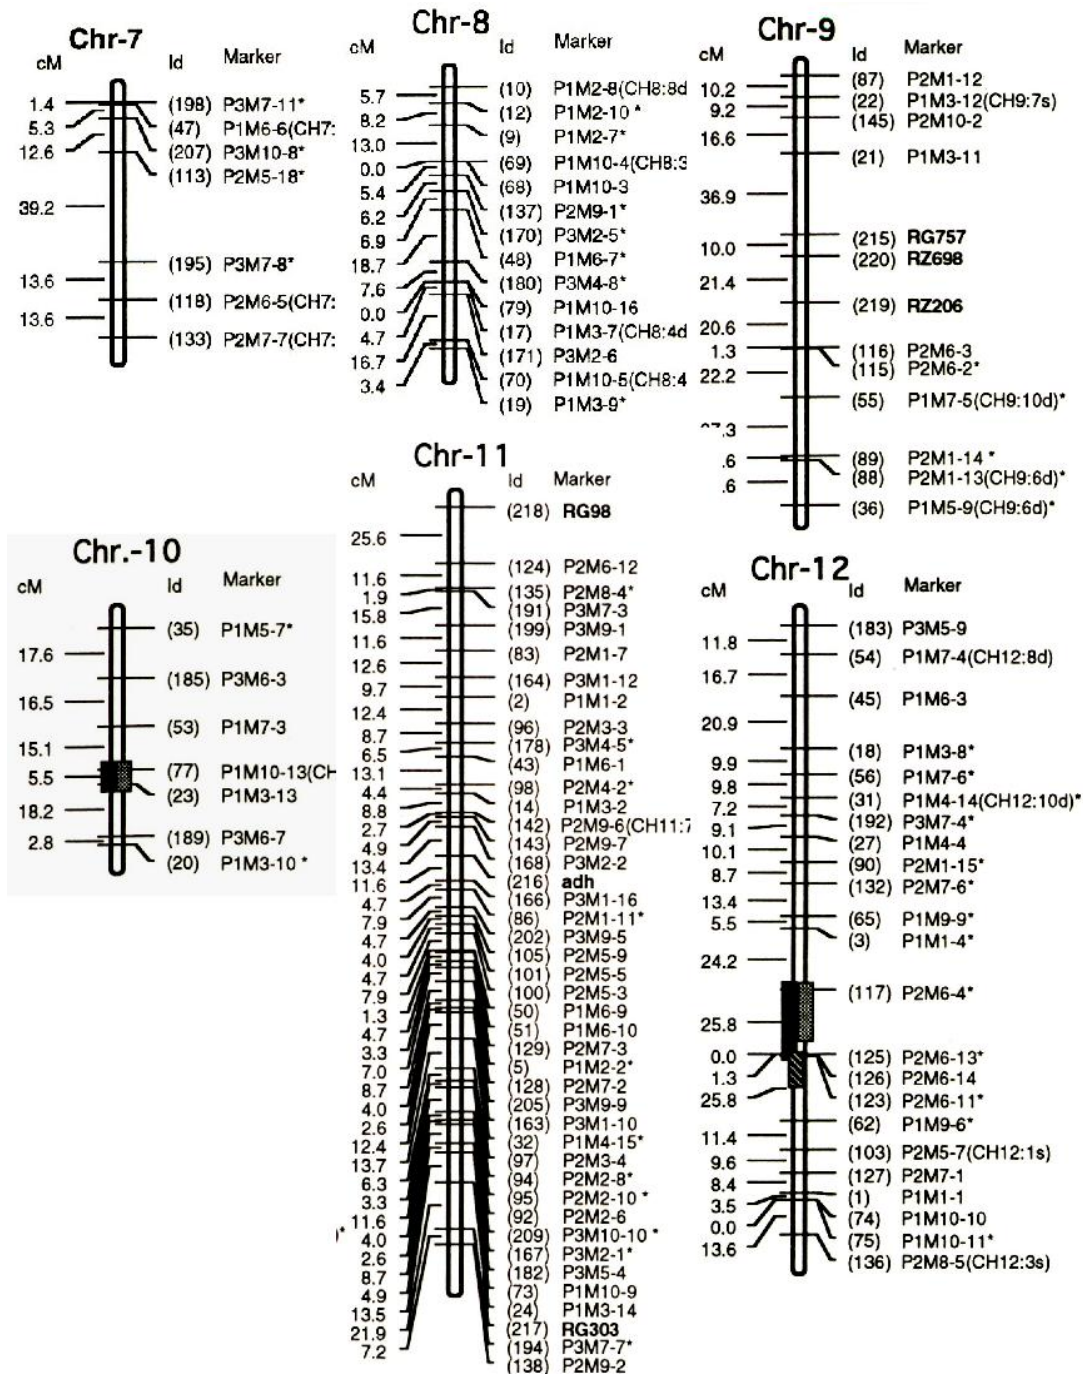 Chr-7
cM Id Marker
1.4 (198) P3M7-11*
5.3 (47) P1M6-6(CH7:
12.6 (207) P3M10-8*
(113) P2M5-18*
39.2
(195) P3M7-8*
13.6
(118) P2M6-5(CH7:
13.6
(133) P2M7-7(CH7:
Chr-8
cM Id Marker
(10) P1M2-8(CH8:8d
5.7
(12) P1M2-10 *
8.2
(9) P1M2-7*
13.0
0.0 (69) P1M10-4(CH8:3
5.4 (68) P1M10-3
6.2 (137) P2M9-1*
6.9 (170) P3M2-5*
18.7 (48) P1M6-7*
7.6 (180) P3M4-8*
0.0 (79) P1M10-16
4.7 (17) P1M3-7(CH8:4d
16.7 (171) P3M2-6
3.4 (70) P1M10-5(CH8:4
(19) P1M3-9*
Chr-9
cM Id Marker
(87) P2M1-12
10.2
(22) P1M3-12(CH9:7s)
9.2
(145) P2M10-2
16.6
(21) P1M3-11
36.9
(215) RG757
10.0
(220) RZ698
21.4
(219) RZ206
20.6
1.3 (116) P2M6-3
22.2 (115) P2M6-2*
(55) P1M7-5(CH9:10d)*
7.3
.6 (89) P2M1-14 *
(88) P2M1-13(CH9:6d)*
.6
(36) P1M5-9(CH9:6d)*
Chr.-10
cM Id Marker
(35) P1M5-7*
17.6
(185) P3M6-3
16.5
(53) P1M7-3
15.1
(77) P1M10-13(CH
5.5
(23) P1M3-13
18.2
(189) P3M6-7
2.8
(20) P1M3-10 *
Chr-11
cM Id Marker
(218) RG98
25.6
(124) P2M6-12
11.6
1.9 (135) P2M8-4*
15.8 (191) P3M7-3
(199) P3M9-1
11.6
(83) P2M1-7
12.6
(164) P3M1-12
9.7
(2) P1M1-2
12.4
(96) P2M3-3
8.7
(178) P3M4-5*
6.5
(43) P1M6-1
13.1
(98) P2M4-2*
4.4
(14) P1M3-2
8.8
(142) P2M9-6(CH11:7
2.7
(143) P2M9-7
4.9
(168) P3M2-2
13.4
(216) adh
11.6
(166) P3M1-16
4.7
(86) P2M1-11*
7.9
(202) P3M9-5
4.7
(105) P2M5-9
4.0
(101) P2M5-5
4.7
(100) P2M5-3
7.9
(50) P1M6-9
1.3
(51) P1M6-10
4.7
(129) P2M7-3
3.3
(5) P1M2-2*
7.0
(128) P2M7-2
8.7
(205) P3M9-9
4.0
(163) P3M1-10
2.6
(32) P1M4-15*
12.4
(97) P2M3-4
13.7
(94) P2M2-8*
6.3
(95) P2M2-10 *
3.3
(92) P2M2-6
11.6
)* 4.0 (209) P3M10-10 *
(167) P3M2-1*
2.6
(182) P3M5-4
8.7
(73) P1M10-9
4.9
(24) P1M3-14
13.5
(217) RG303
21.9
(194) P3M7-7*
7.2
(138) P2M9-2
Chr-12
cM Id Marker
(183) P3M5-9
11.8
(54) P1M7-4(CH12:8d)
16.7
(45) P1M6-3
20.9
(18) P1M3-8*
9.9
(56) P1M7-6*
9.8
(31) P1M4-14(CH12:10d)*
7.2
(192) P3M7-4*
9.1
(27) P1M4-4
10.1
(90) P2M1-15*
8.7
(132) P2M7-6*
13.4
(65) P1M9-9*
5.5
(3) P1M1-4*
24.2
(117) P2M6-4*
25.8
0.0 (125) P2M6-13*
1.3 (126) P2M6-14
25.8 (123) P2M6-11*
(62) P1M9-6*
11.4
(103) P2M5-7(CH12:1s)
9.6
(127) P2M7-1
8.4
(1) P1M1-1
3.5
(74) P1M10-10
0.0
(75) P1M10-11*
13.6
(136) P2M8-5(CH12:3s)